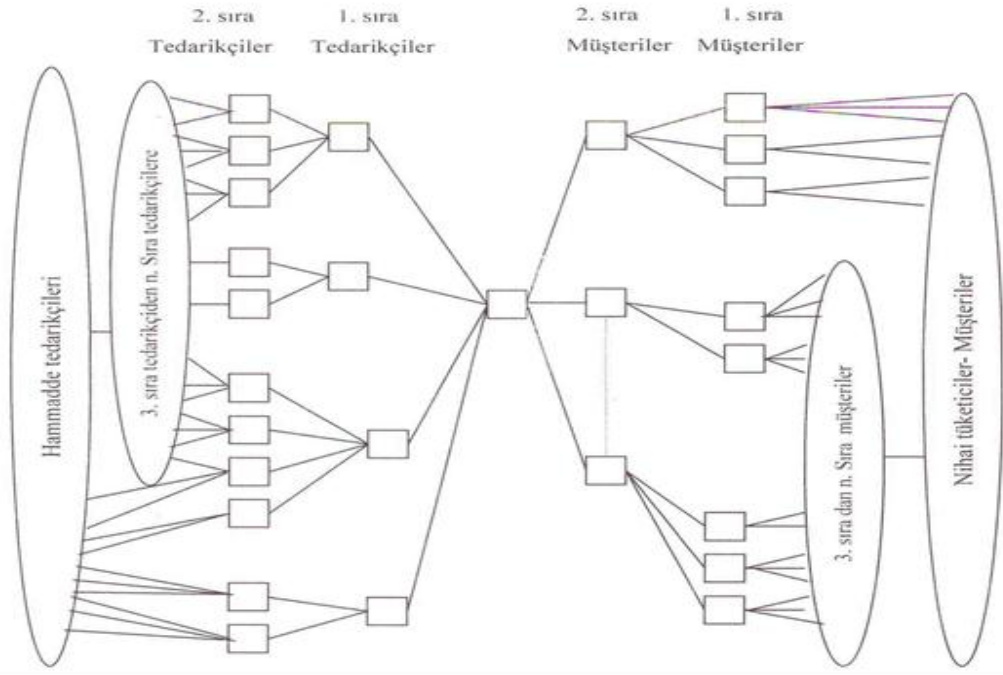 2. sıra
Tedarikçiler
1. sıra
Tedarikçiler
2. sıra
Müşteriler
1. sıra
Müşteriler
Hammadde tedarikçileri
3. sıra tedarikçiden n. Sıra tedarikçilere
3. sıra dan n. Sıra müşteriler
Nihai tüketiciler- Müşteriler